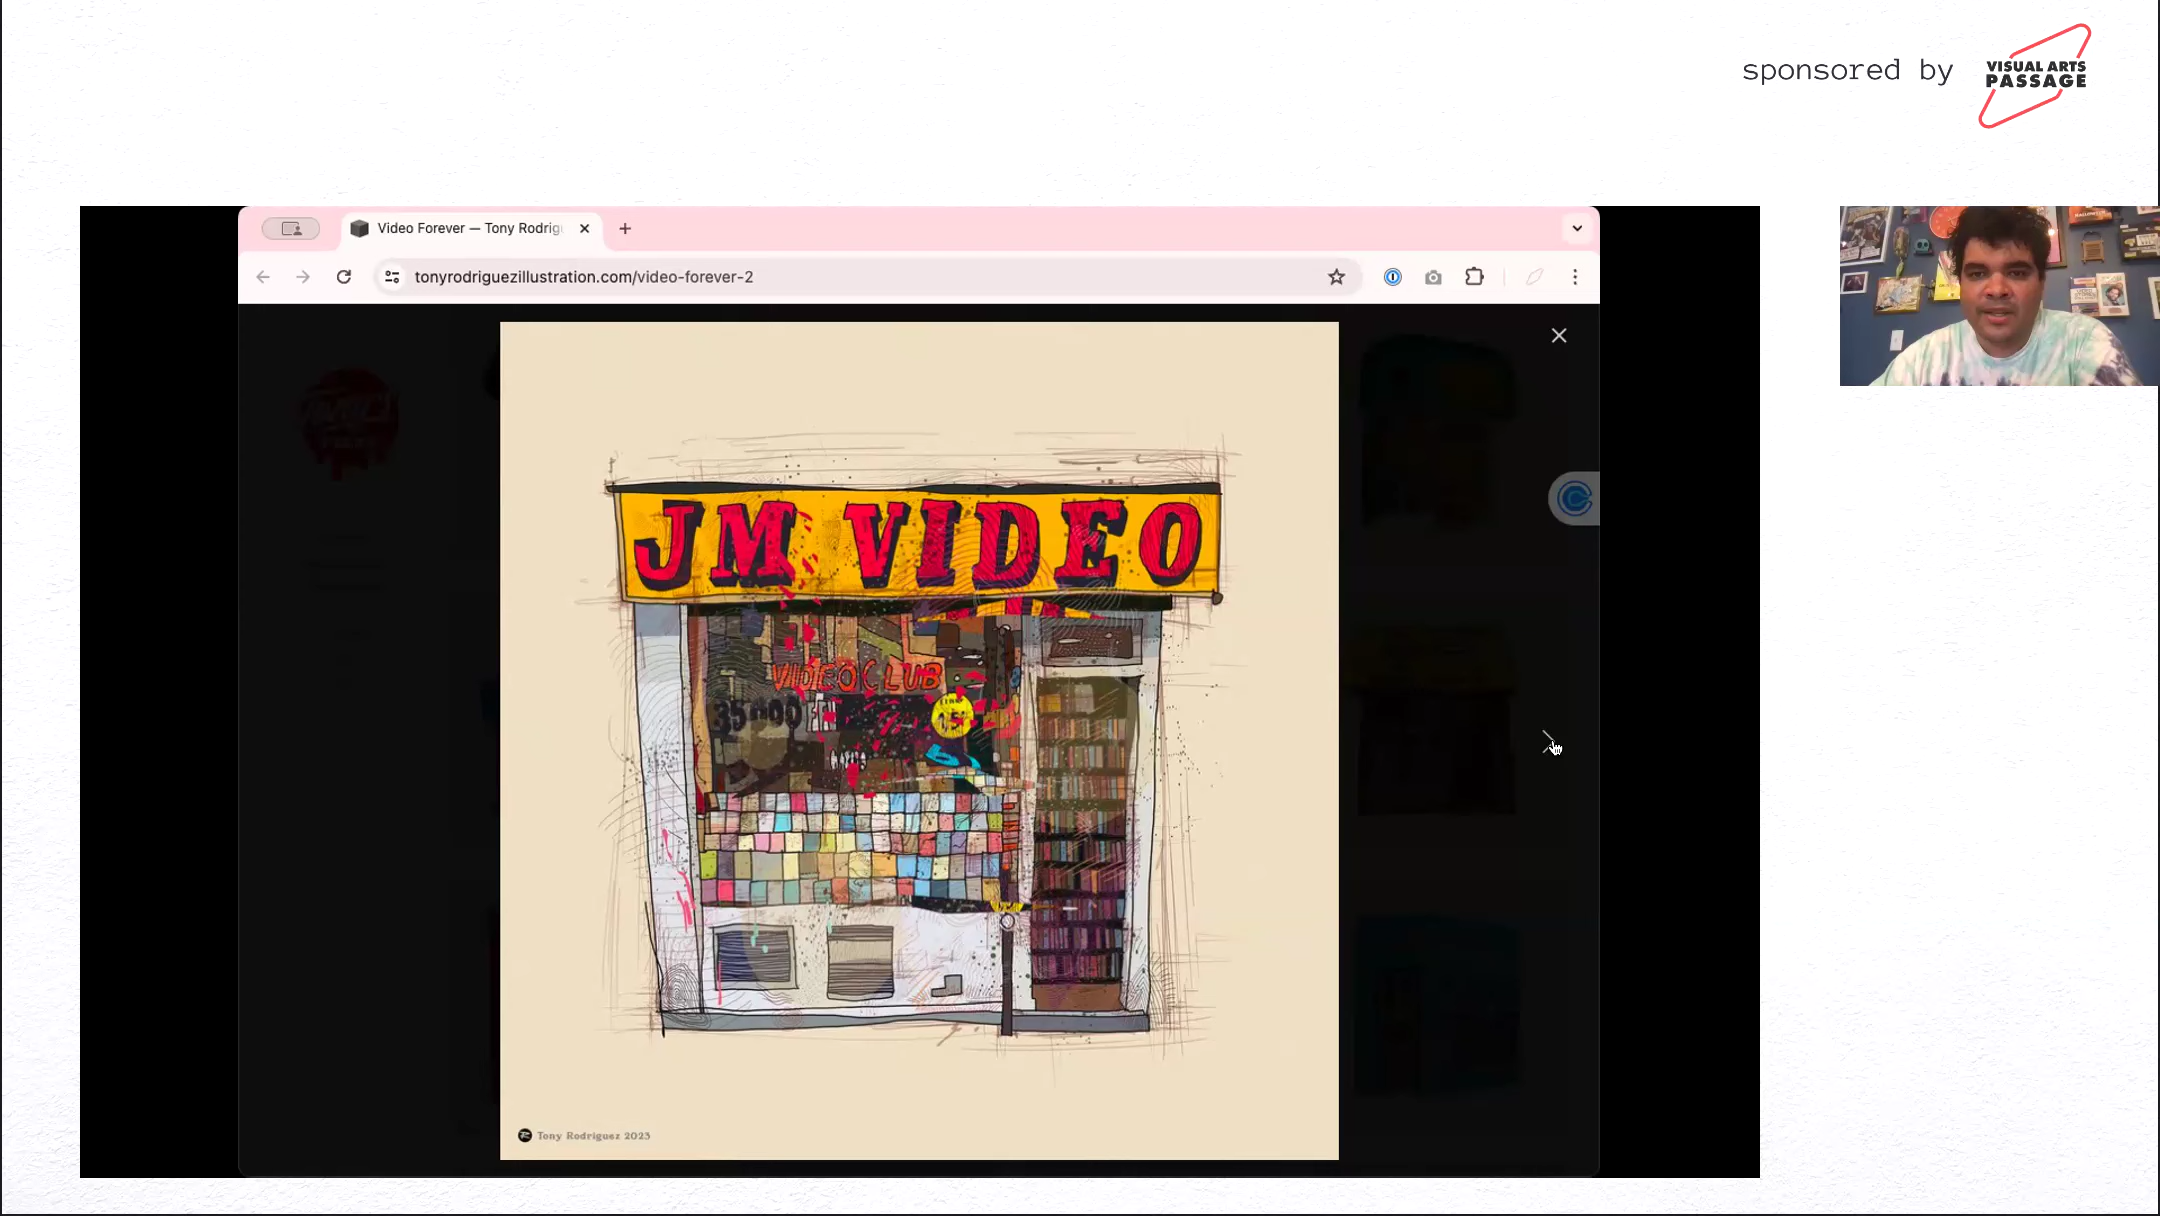 sponsored by
VISUAL ARTS
PASSAGE
Video Forever — Tony Rodrig
tonyrodriguezillustration.com/video-forever-2
JM VIDEO
VIDEOCLUB
35000
Tony Rodriguez 2023